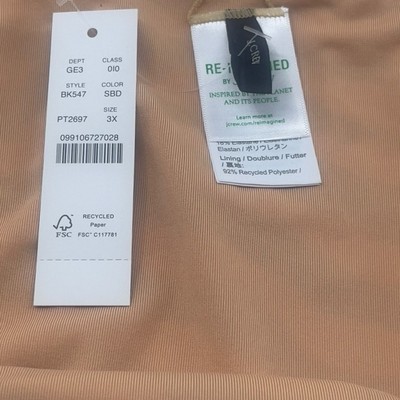 DEPT CLASS
GE3 010
STYLE COLOR
BK547 SBD
SIZE
PT2697 3X
099106727028
RECYCLED
Paper
FSC
FSC® C117781
BY
INSPIRED BY THE PLANET
AND ITS PEOPLE.
Learn more at
jcrew.com/reimagined
Elastan / ポリウレタン
Lining / Doublure / Futter
/ 裏地:
92% Recycled Polyester/